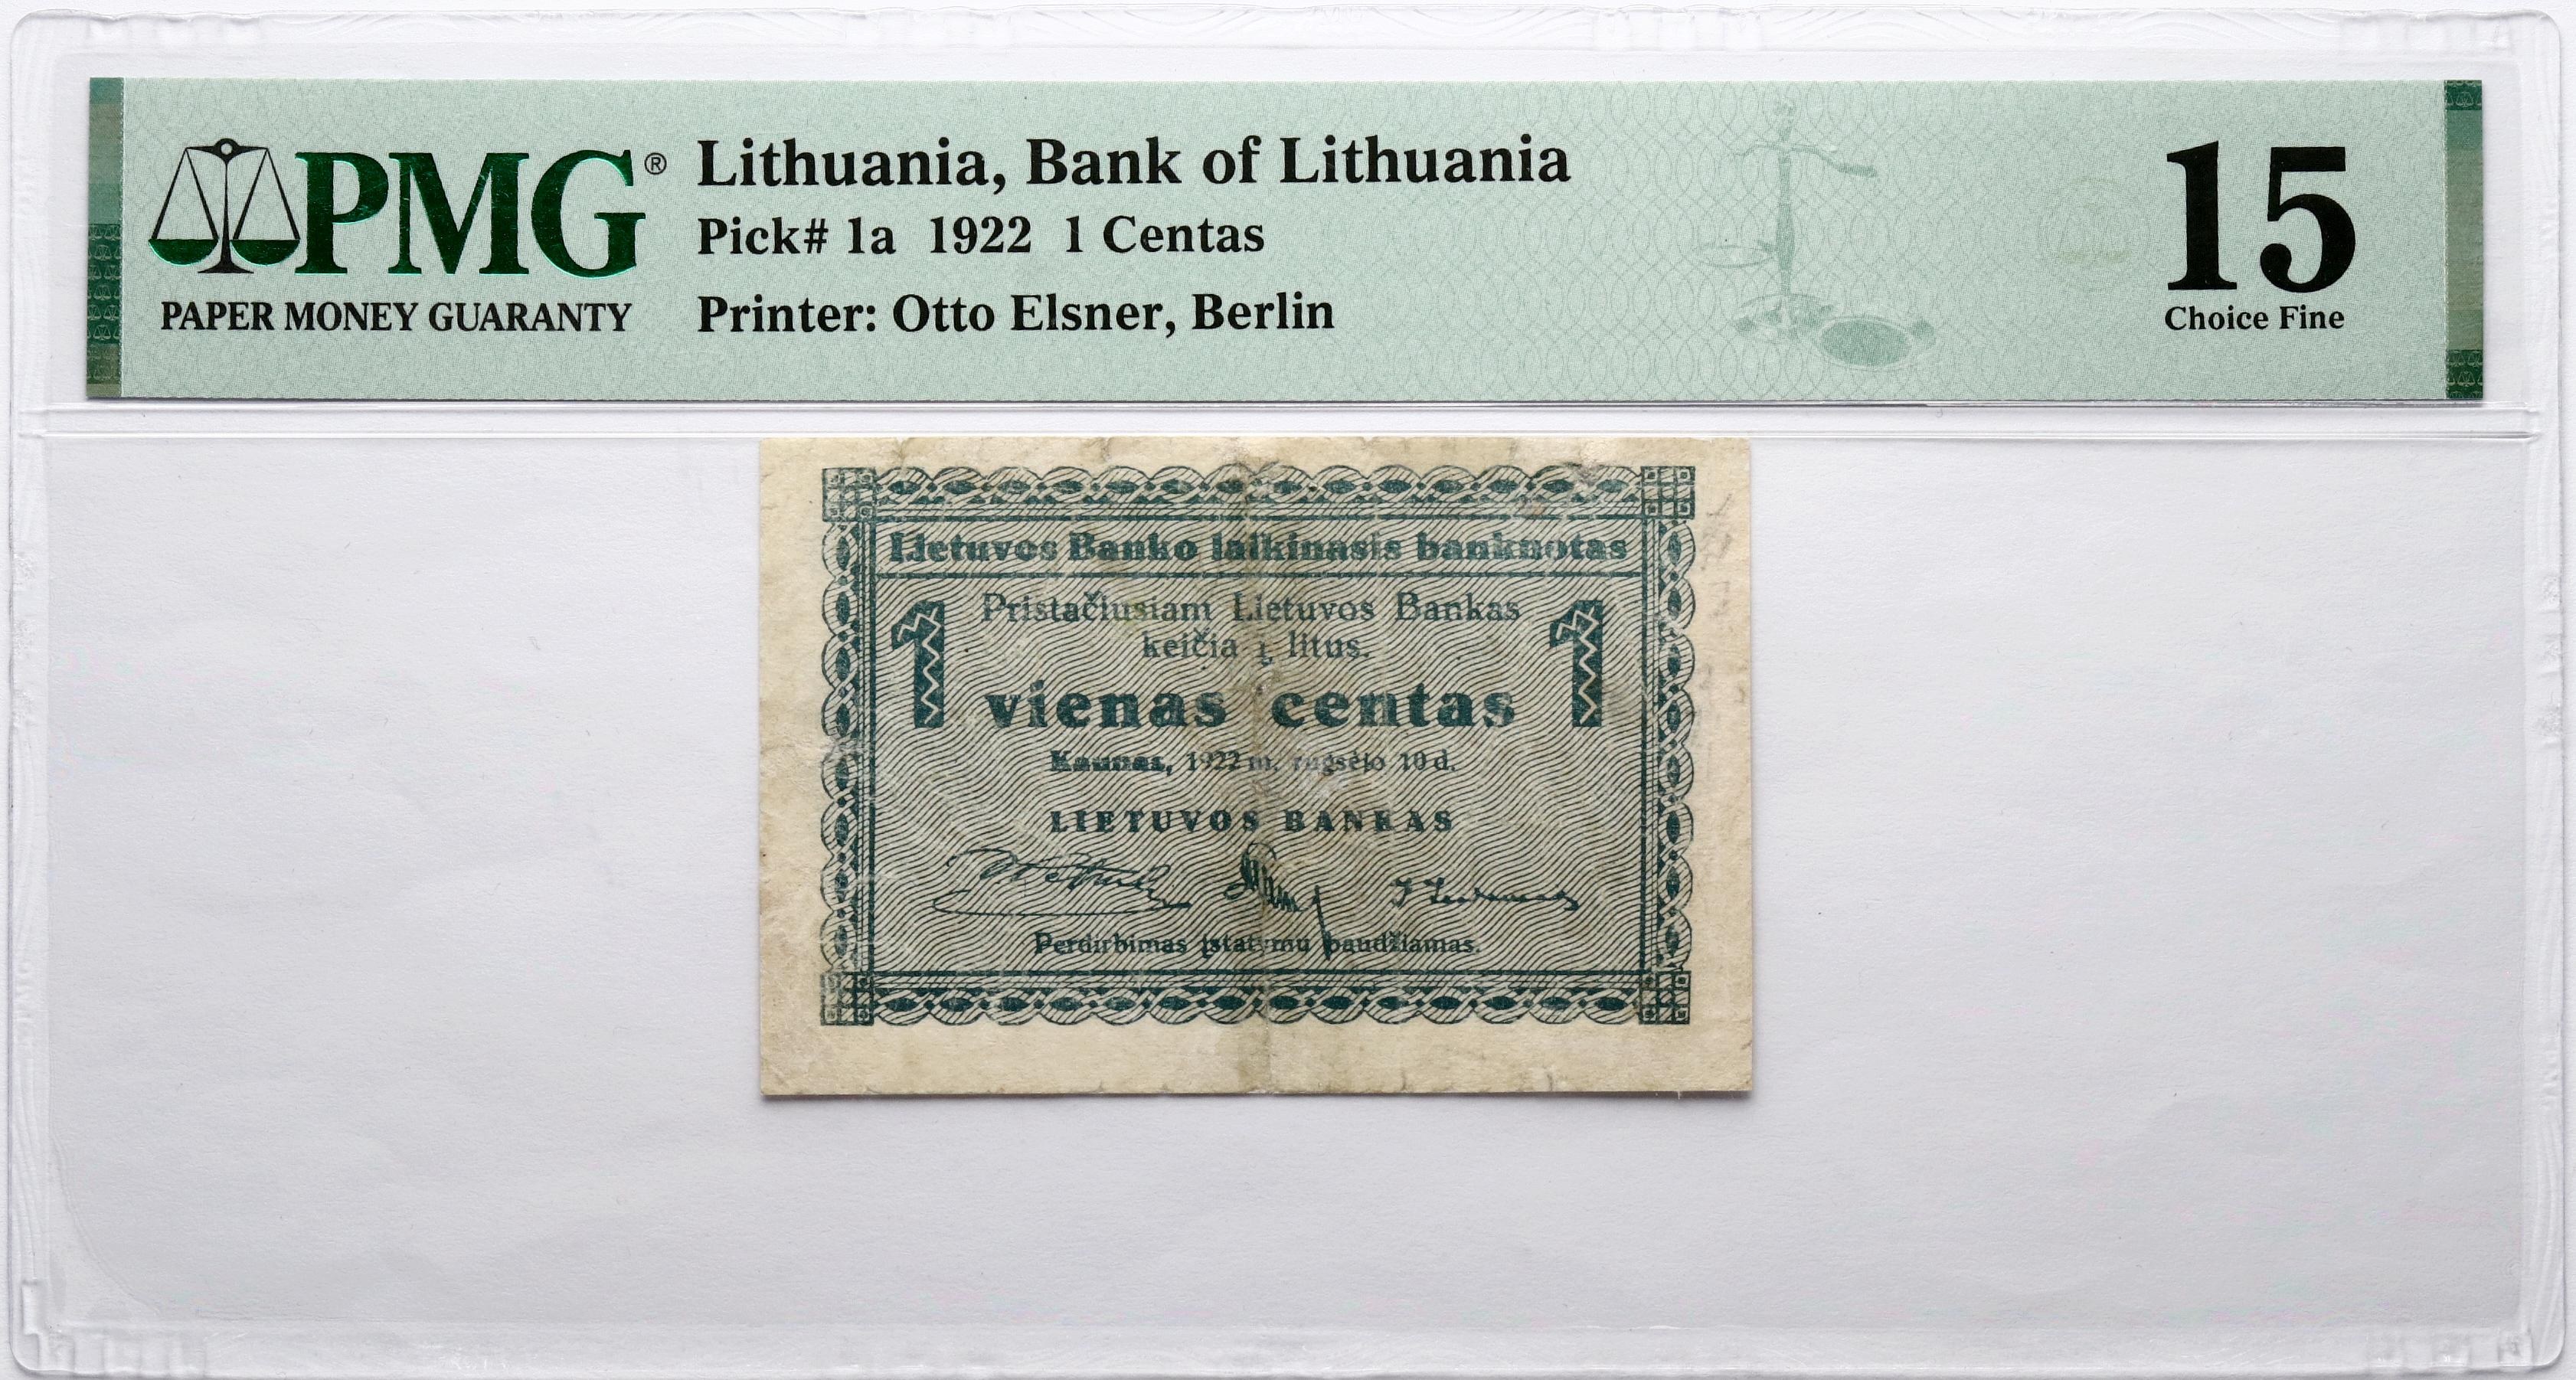 PMG®
PAPER MONEY GUARANTY
Lithuania, Bank of Lithuania
Pick# 1a 1922 1 Centas
Printer: Otto Elsner, Berlin
15
Choice Fine
Lietuvos Banko laikinasis banknotas
Pristačiusiam Lietuvos Bankas
keičia į litus.
1 vienas centas 1
Kaunas, 1922 m. rugsėjo 10 d.
LIETUVOS BANKAS
Perdirbimas įstatymu baudžiamas.